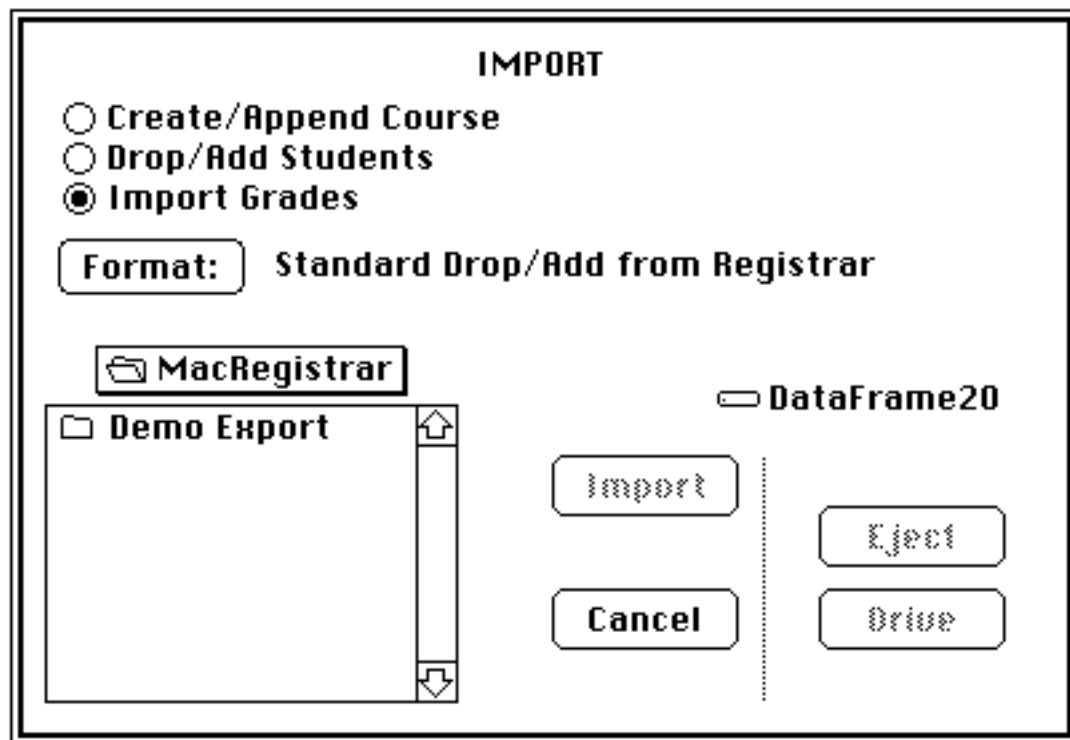 IMPORT
Create/Append Course
Drop/Add Students
Import Grades
Format: Standard Drop/Add from Registrar
MacRegistrar
DataFrame20
Demo Export
Import
Eject
Cancel
Drive